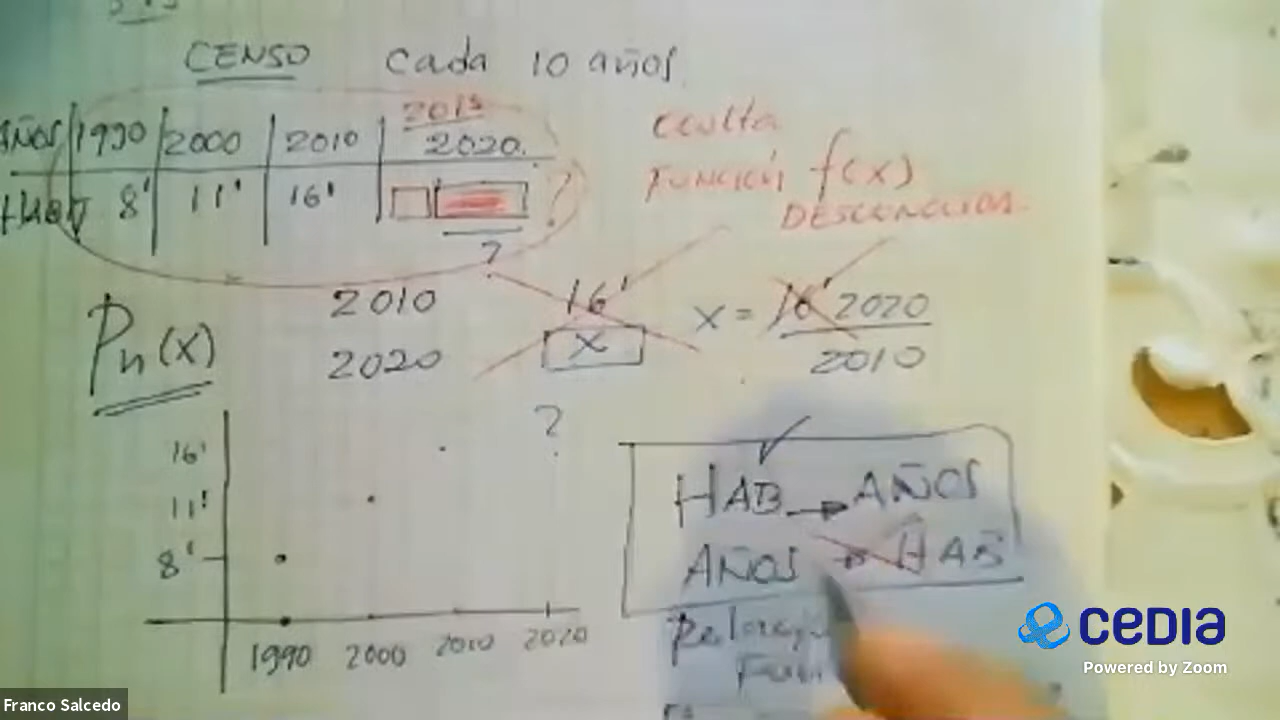 CENSO cada 10 años
2015
AÑOS 1990 2000 2010 2020
HAB 8' 11' 16' ?
OCULTA
FUNCIÓN f(x)
DESCONOCIDA
?
2010 16'
2020 x
x = 16' 2020
2010
Pn(x)
?
16'
11'
8'
1990 2000 2010 2020
HAB → AÑOS
AÑOS → HAB
cedia
Powered by Zoom
Franco Salcedo